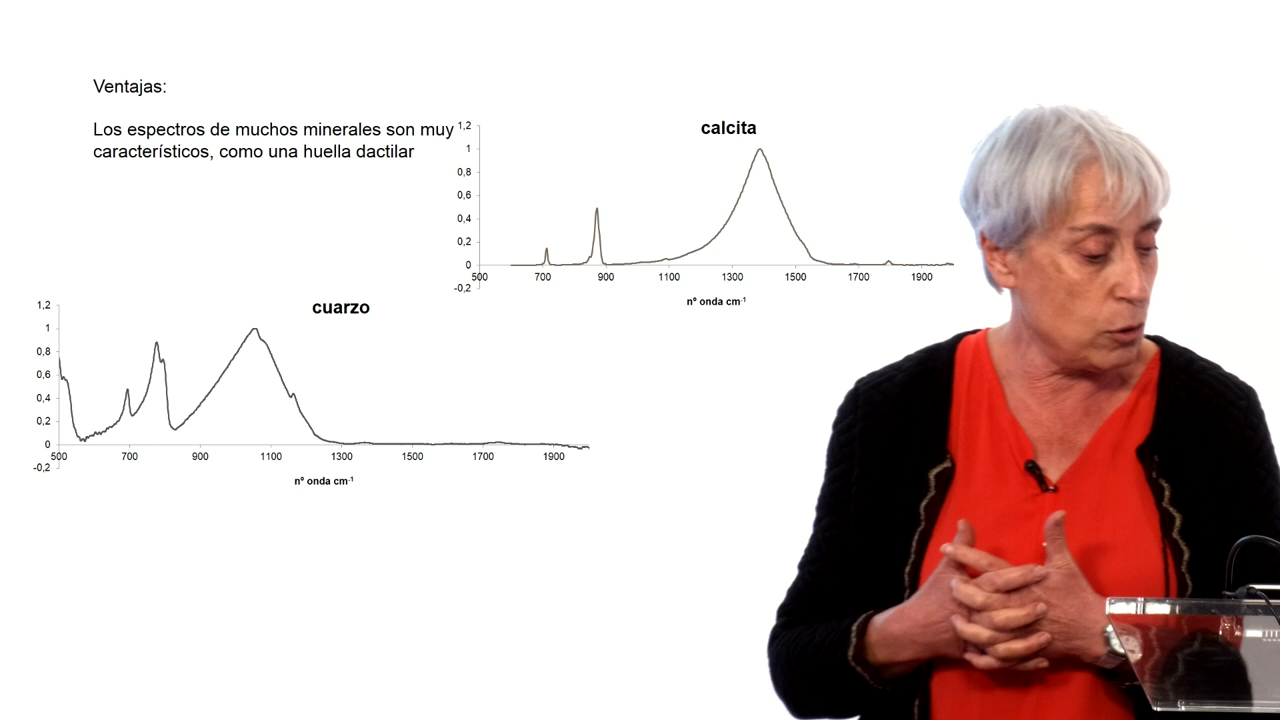 Ventajas:
Los espectros de muchos minerales son muy
característicos, como una huella dactilar
calcita
1,2
1
0,8
0,6
0,4
0,2
0
-0,2
500 700 900 1100 1300 1500 1700 1900
nº onda cm-1
cuarzo
1,2
1
0,8
0,6
0,4
0,2
0
-0,2
500 700 900 1100 1300 1500 1700 1900
nº onda cm-1